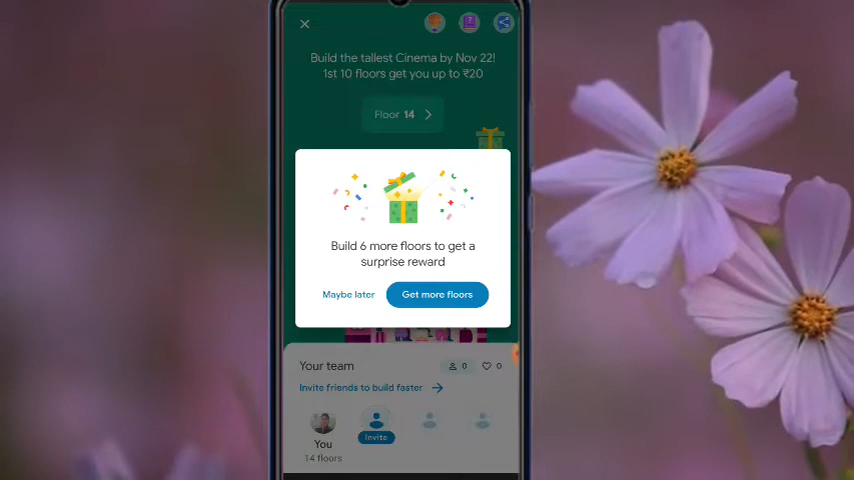 Build the tallest Cinema by Nov 22!
1st 10 floors get you up to ₹20
Floor 14
Build 6 more floors to get a
surprise reward
Maybe later
Get more floors
Your team
0
0
Invite friends to build faster
Invite
You
14 floors